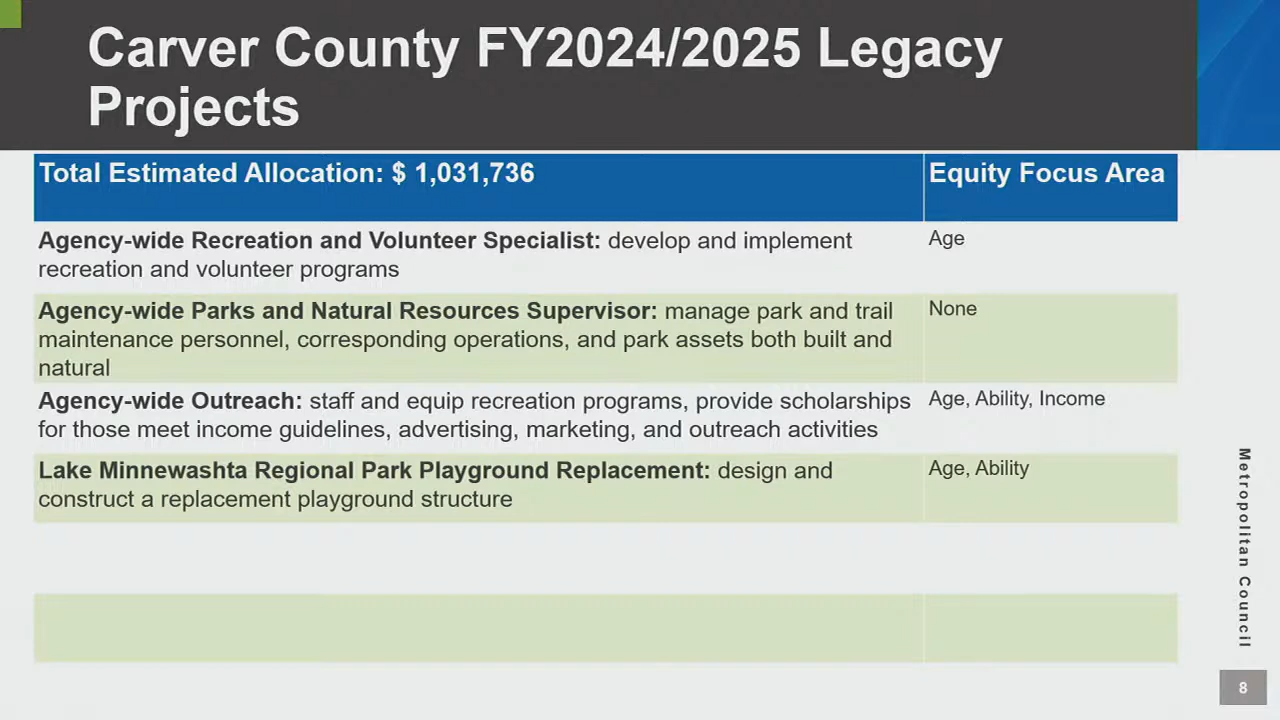 Carver County FY2024/2025 Legacy
Projects
Total Estimated Allocation: $ 1,031,736
Equity Focus Area
Agency-wide Recreation and Volunteer Specialist: develop and implement
recreation and volunteer programs
Age
Agency-wide Parks and Natural Resources Supervisor: manage park and trail
maintenance personnel, corresponding operations, and park assets both built and
natural
None
Agency-wide Outreach: staff and equip recreation programs, provide scholarships
for those meet income guidelines, advertising, marketing, and outreach activities
Age, Ability, Income
Lake Minnewashta Regional Park Playground Replacement: design and
construct a replacement playground structure
Age, Ability
Metropolitan Council
8